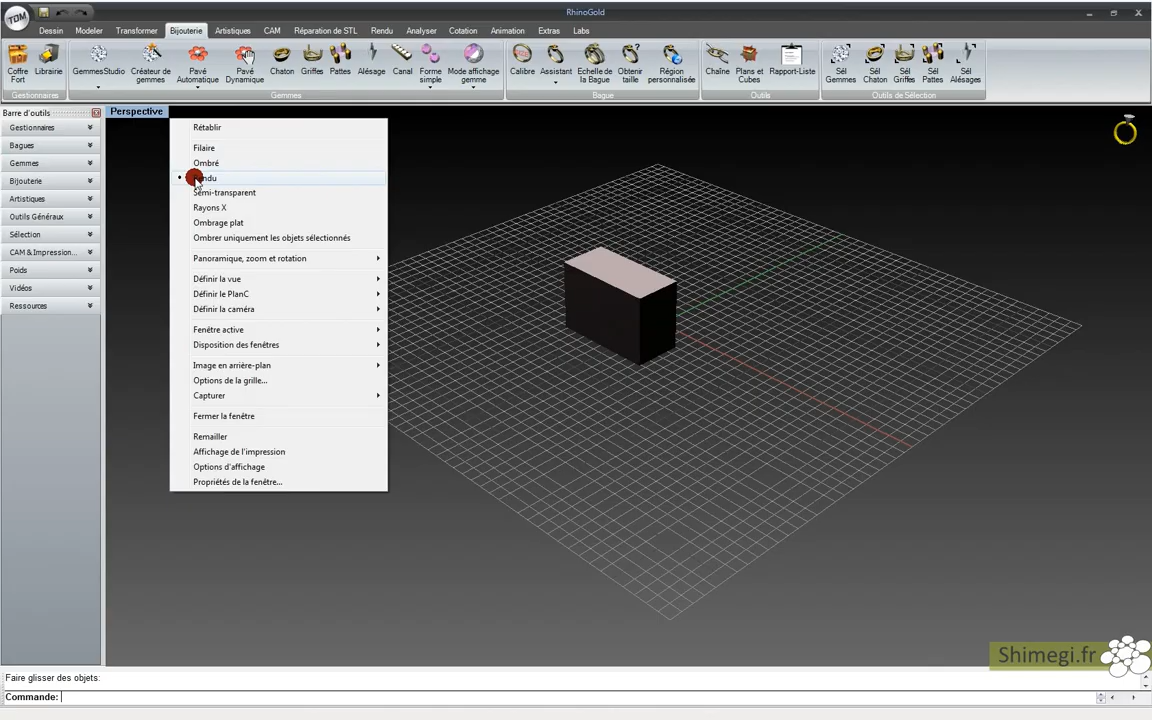 RhinoGold
TDM
Dessin Modeler Transformer Bijouterie Artistiques CAM Réparation de STL Rendu Analyser Cotation Animation Extras Labs
Coffre Fort
Librairie
GemmesStudio
Créateur de gemmes
Pavé Automatique
Pavé Dynamique
Chaton
Griffes
Pattes
Alésage
Canal
Forme simple
Mode affichage gemme
Calibre
Assistant
Echelle de la Bague
Obtenir taille
Région personnalisée
Chaîne
Plans et Cubes
Rapport-Liste
Sél Gemmes
Sél Chaton
Sél Griffes
Sél Pattes
Sél Alésages
Gestionnaires Gemmes Bague Outils Outils de Sélection
Barre d'outils
Gestionnaires
Bagues
Gemmes
Bijouterie
Artistiques
Outils Généraux
Sélection
CAM & Impression...
Poids
Vidéos
Ressources
Perspective
Rétablir
Filaire
Ombré
Semi-transparent
Rayons X
Ombrage plat
Ombrer uniquement les objets sélectionnés
Panoramique, zoom et rotation
Définir la vue
Définir le PlanC
Définir la caméra
Fenêtre active
Disposition des fenêtres
Image en arrière-plan
Options de la grille...
Capturer
Fermer la fenêtre
Remailler
Affichage de l'impression
Options d'affichage
Propriétés de la fenêtre...
Shimegi.fr
Faire glisser des objets:
Commande: